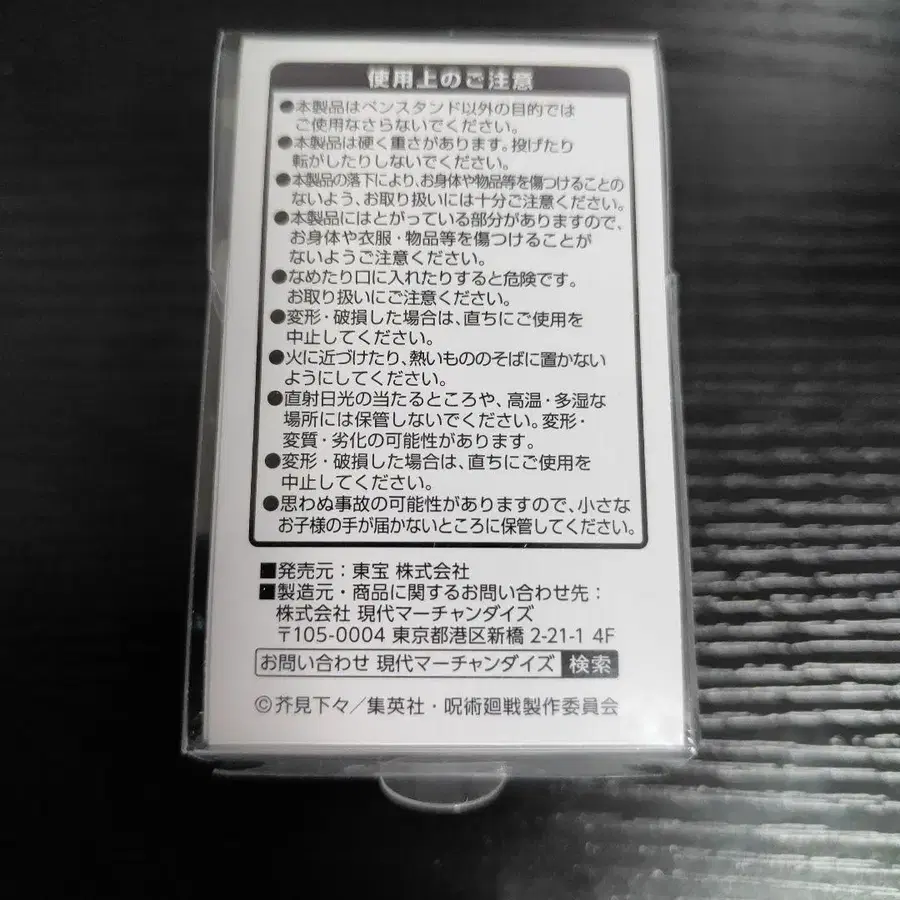 使用上のご注意
●本製品はペンスタンド以外の目的では
ご使用なさらないでください。
●本製品は硬く重さがあります。投げたり
転がしたりしないでください。
●本製品の落下により、お身体や物品等を傷つけることの
ないよう、お取り扱いには十分ご注意ください。
●本製品にはとがっている部分がありますので、
お身体や衣服・物品等を傷つけることが
ないようご注意ください。
●なめたり口に入れたりすると危険です。
お取り扱いにご注意ください。
●変形・破損した場合は、直ちにご使用を
中止してください。
●火に近づけたり、熱いもののそばに置かない
ようにしてください。
●直射日光の当たるところや、高温・多湿な
場所には保管しないでください。変形・
変質・劣化の可能性があります。
●変形・破損した場合は、直ちにご使用を
中止してください。
●思わぬ事故の可能性がありますので、小さな
お子様の手が届かないところに保管してください。
■発売元：東宝 株式会社
■製造元・商品に関するお問い合わせ先：
株式会社 現代マーチャンダイズ
〒105-0004 東京都港区新橋 2-21-1 4F
お問い合わせ 現代マーチャンダイズ 検索
©芥見下々／集英社・呪術廻戦製作委員会